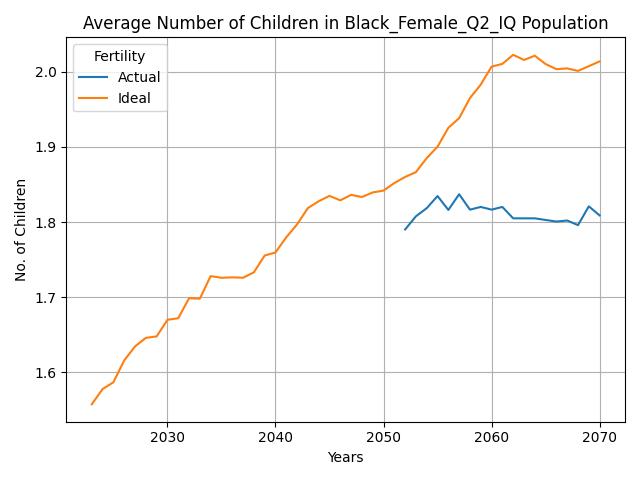 Average Number of Children in Black_Female_Q2_IQ Population
Fertility
Actual
Ideal
No. of Children
2.0
1.9
1.8
1.7
1.6
2030 2040 2050 2060 2070
Years